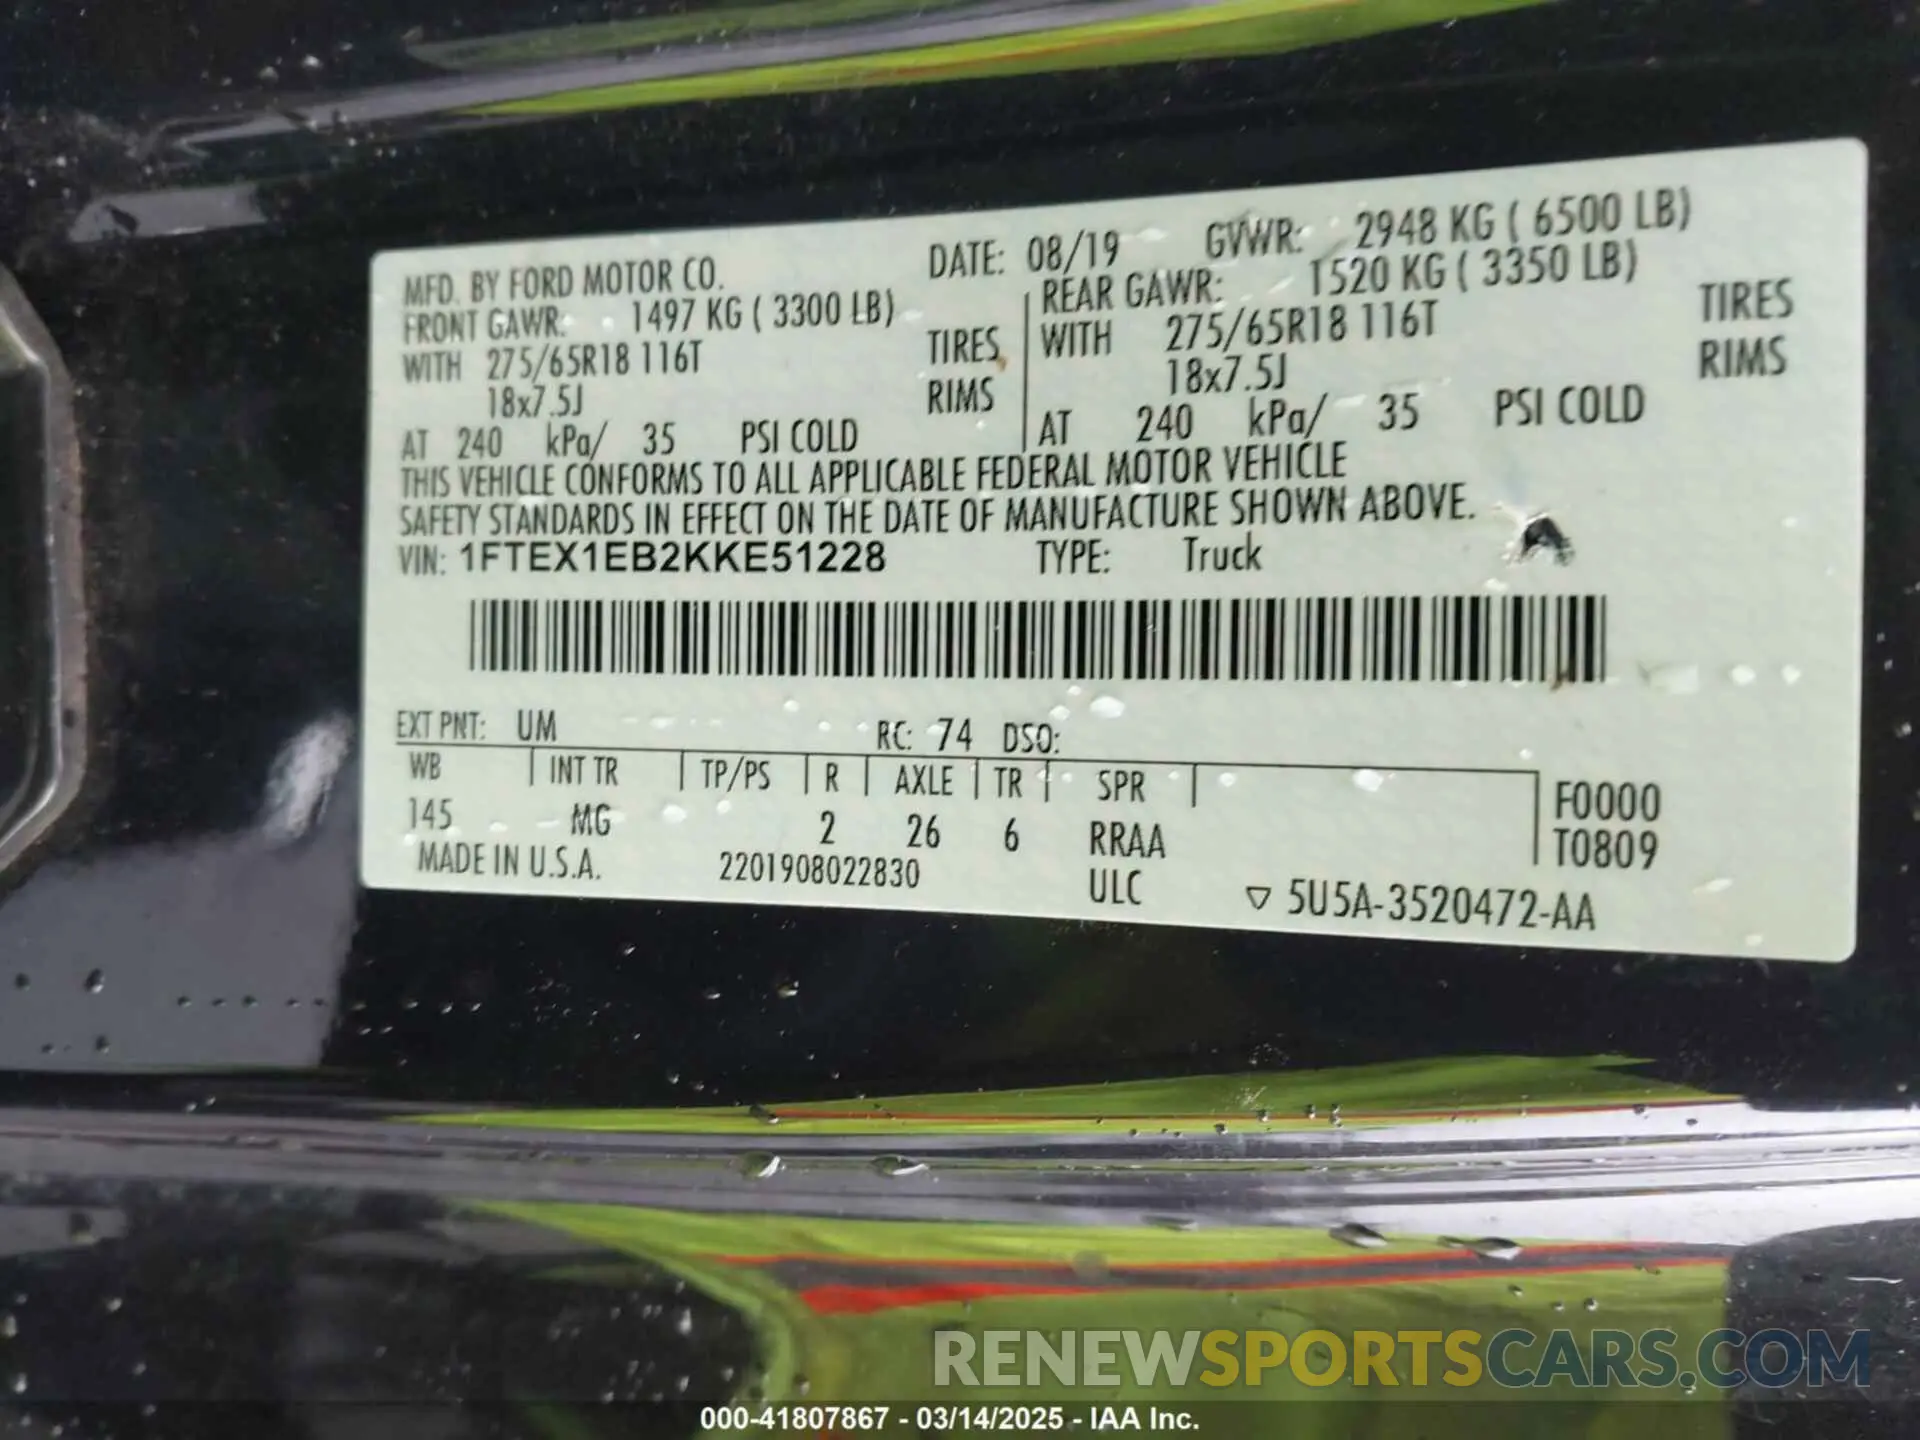 MFD. BY FORD MOTOR CO. DATE: 08/19 GVWR: 2948 KG ( 6500 LB)
FRONT GAWR: 1497 KG ( 3300 LB) REAR GAWR: 1520 KG ( 3350 LB)
WITH 275/65R18 116T TIRES WITH 275/65R18 116T TIRES
18x7.5J RIMS 18x7.5J RIMS
AT 240 kPa/ 35 PSI COLD AT 240 kPa/ 35 PSI COLD
THIS VEHICLE CONFORMS TO ALL APPLICABLE FEDERAL MOTOR VEHICLE
SAFETY STANDARDS IN EFFECT ON THE DATE OF MANUFACTURE SHOWN ABOVE.
VIN: 1FTEX1EB2KKE51228 TYPE: Truck
EXT PNT: UM RC: 74 DSO:
WB INT TR TP/PS R AXLE TR SPR F0000
145 MG 2 26 6 RRAA T0809
MADE IN U.S.A. 2201908022830 ULC ▽ 5U5A-3520472-AA
RENEWSPORTSCARS.COM
000-41807867 - 03/14/2025 - IAA Inc.